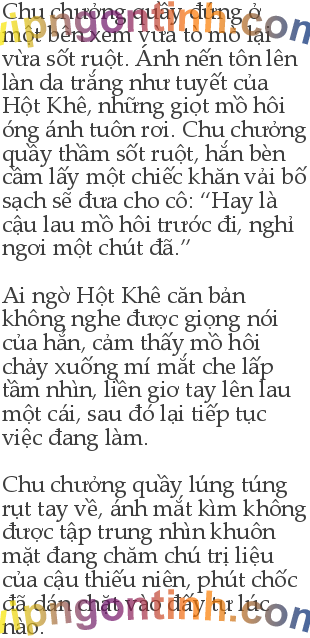 Chu chưởng quầy đứng ở
một bên xem vừa tò mò lại
vừa sốt ruột. Ánh nến tôn lên
làn da trắng như tuyết của
Hột Khê, những giọt mồ hôi
óng ánh tuôn rơi. Chu chưởng
quầy thầm sốt ruột, hắn bèn
cầm lấy một chiếc khăn vải bố
sạch sẽ đưa cho cô: “Hay là
cậu lau mồ hôi trước đi, nghỉ
ngơi một chút đã.”
Ai ngờ Hột Khê căn bản
không nghe được giọng nói
của hắn, cảm thấy mồ hôi
chảy xuống mí mắt che lấp
tầm nhìn, liền giơ tay lên lau
một cái, sau đó lại tiếp tục
việc đang làm.
Chu chưởng quầy lúng túng
rụt tay về, ánh mắt kìm không
được tập trung nhìn khuôn
mặt đang chăm chú trị liệu
của cậu thiếu niên, phút chốc
đã dán chặt vào đấy tự lúc
nào.
vipngontinh.com
vipngontinh.com